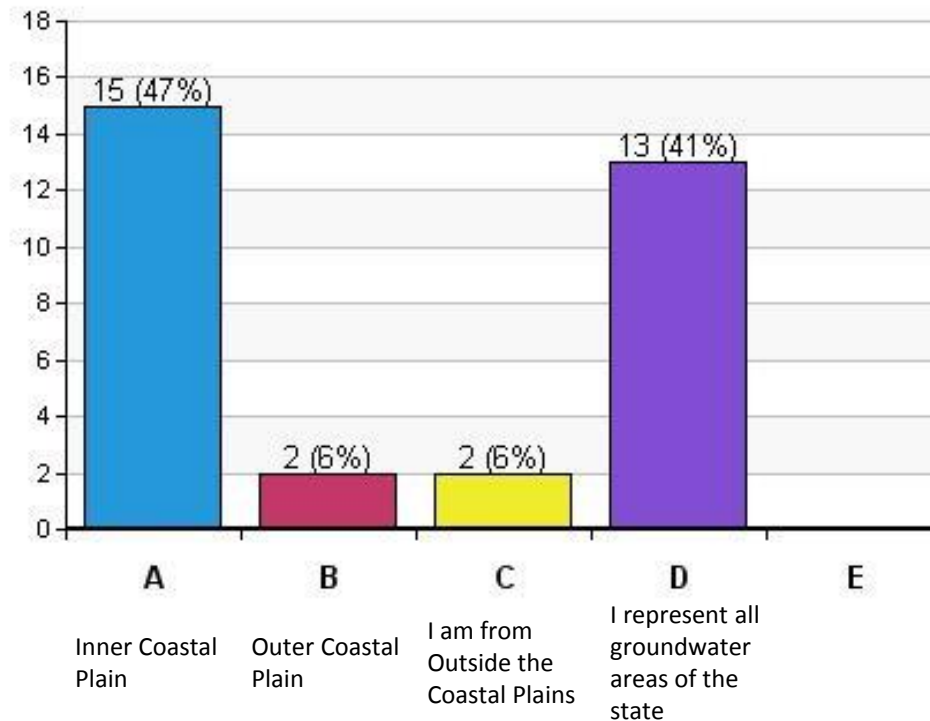 18
16
15 (47%)
14
13 (41%)
12
10
8
6
4
2 (6%)
2 (6%)
2
0
A
B
C
D
E
Inner Coastal
Plain
Outer Coastal
Plain
I am from
Outside the
Coastal Plains
I represent all
groundwater
areas of the
state